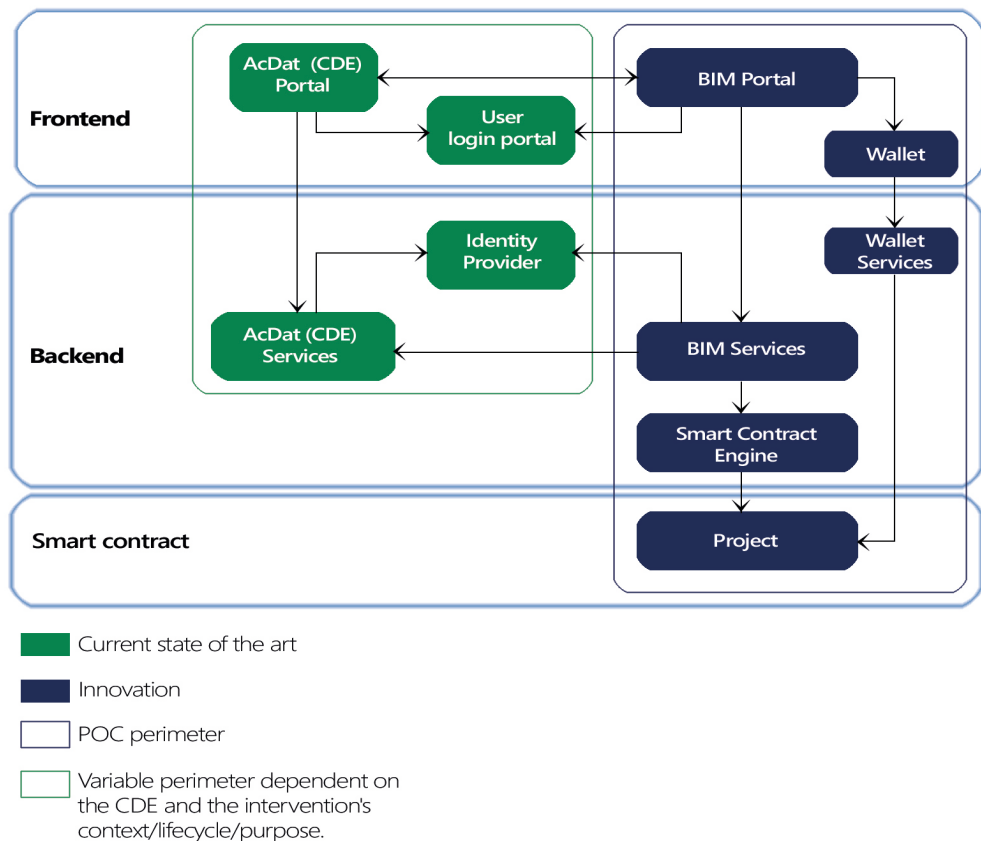 Frontend
AcDat (CDE)
Portal
BIM Portal
User
login portal
Wallet
Backend
Identity
Provider
Wallet
Services
AcDat (CDE)
Services
BIM Services
Smart Contract
Engine
Smart contract
Project
Current state of the art
Innovation
POC perimeter
Variable perimeter dependent on
the CDE and the intervention's
context/lifecycle/purpose.